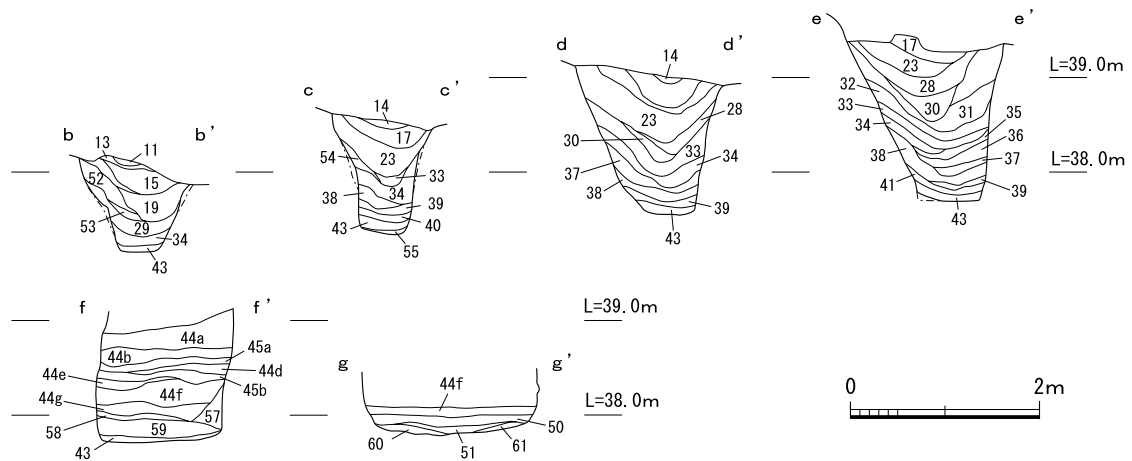 b b'
13 11
52 15
19
53 29
34
43
c c'
14
17
54 23
33
38 34
39
43 40
55
d d'
14
28
23
30
33 34
37
38
39
43
e e'
17
23
32 28
33 30 31
34 35
36
38 37
41 39
43
L=39.0m
L=38.0m
f f'
44a
44b 45a
44d
44e 45b
44f
44g 57
58 59
43
g g'
44f
50
60 51 61
L=39.0m
L=38.0m
0 2m